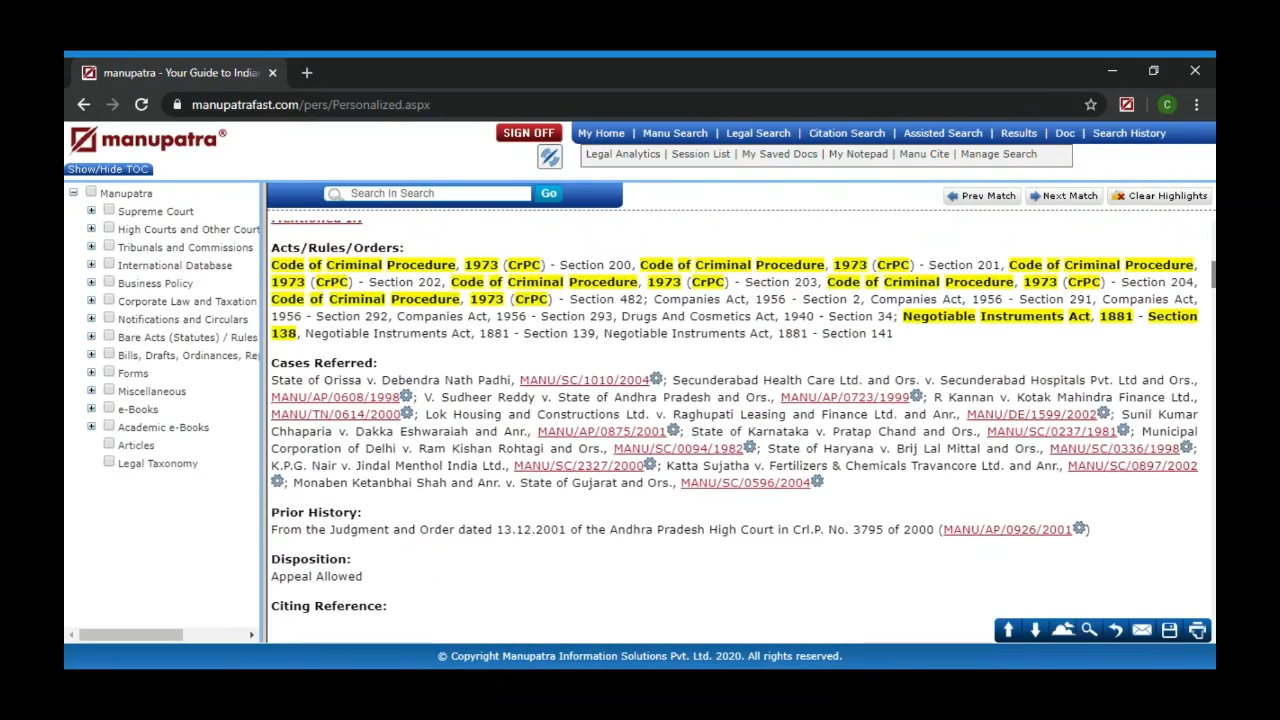 manupatra - Your Guide to India
manupatrafast.com/pers/Personalized.aspx
C
manupatra®
SIGN OFF
My Home | Manu Search | Legal Search | Citation Search | Assisted Search | Results | Doc | Search History
Legal Analytics | Session List | My Saved Docs | My Notepad | Manu Cite | Manage Search
Show/Hide TOC
Search In Search
Go
Prev Match
Next Match
Clear Highlights
Manupatra
Supreme Court
High Courts and Other Court
Tribunals and Commissions
International Database
Business Policy
Corporate Law and Taxation
Notifications and Circulars
Bare Acts (Statutes) / Rules
Bills, Drafts, Ordinances, Re
Forms
Miscellaneous
e-Books
Academic e-Books
Articles
Legal Taxonomy
Mentioned IN
Acts/Rules/Orders:
Code of Criminal Procedure, 1973 (CrPC) - Section 200, Code of Criminal Procedure, 1973 (CrPC) - Section 201, Code of Criminal Procedure,
1973 (CrPC) - Section 202, Code of Criminal Procedure, 1973 (CrPC) - Section 203, Code of Criminal Procedure, 1973 (CrPC) - Section 204,
Code of Criminal Procedure, 1973 (CrPC) - Section 482; Companies Act, 1956 - Section 2, Companies Act, 1956 - Section 291, Companies Act,
1956 - Section 292, Companies Act, 1956 - Section 293, Drugs And Cosmetics Act, 1940 - Section 34; Negotiable Instruments Act, 1881 - Section
138, Negotiable Instruments Act, 1881 - Section 139, Negotiable Instruments Act, 1881 - Section 141
Cases Referred:
State of Orissa v. Debendra Nath Padhi, MANU/SC/1010/2004; Secunderabad Health Care Ltd. and Ors. v. Secunderabad Hospitals Pvt. Ltd and Ors.,
MANU/AP/0608/1998; V. Sudheer Reddy v. State of Andhra Pradesh and Ors., MANU/AP/0723/1999; R Kannan v. Kotak Mahindra Finance Ltd.,
MANU/TN/0614/2000; Lok Housing and Constructions Ltd. v. Raghupati Leasing and Finance Ltd. and Anr., MANU/DE/1599/2002; Sunil Kumar
Chhaparia v. Dakka Eshwaraiah and Anr., MANU/AP/0875/2001; State of Karnataka v. Pratap Chand and Ors., MANU/SC/0237/1981; Municipal
Corporation of Delhi v. Ram Kishan Rohtagi and Ors., MANU/SC/0094/1982; State of Haryana v. Brij Lal Mittal and Ors., MANU/SC/0336/1998;
K.P.G. Nair v. Jindal Menthol India Ltd., MANU/SC/2327/2000; Katta Sujatha v. Fertilizers & Chemicals Travancore Ltd. and Anr., MANU/SC/0897/2002
; Monaben Ketanbhai Shah and Anr. v. State of Gujarat and Ors., MANU/SC/0596/2004
Prior History:
From the Judgment and Order dated 13.12.2001 of the Andhra Pradesh High Court in Crl.P. No. 3795 of 2000 (MANU/AP/0926/2001)
Disposition:
Appeal Allowed
Citing Reference:
© Copyright Manupatra Information Solutions Pvt. Ltd. 2020. All rights reserved.